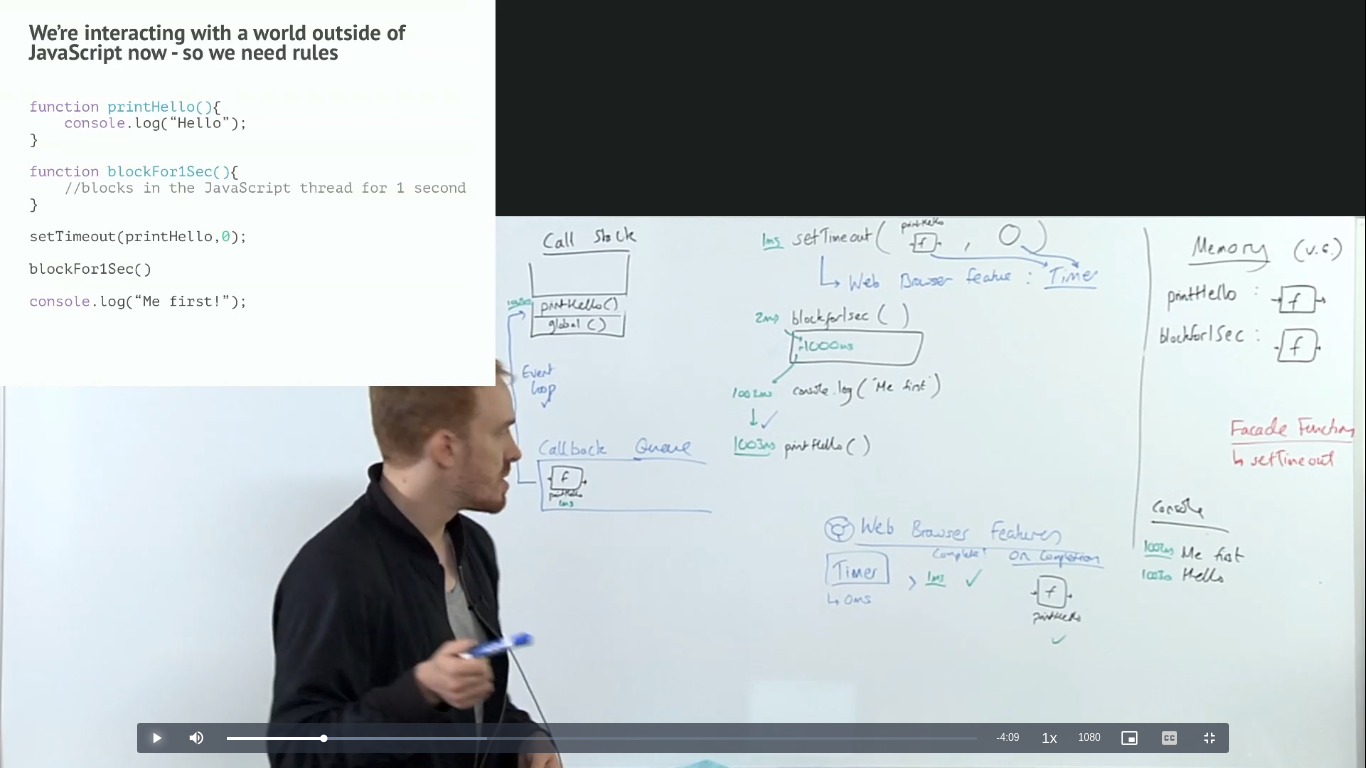 We’re interacting with a world outside of
JavaScript now - so we need rules
function printHello(){
console.log(“Hello”);
}
function blockFor1Sec(){
//blocks in the JavaScript thread for 1 second
}
setTimeout(printHello,0);
blockFor1Sec()
console.log(“Me first!”);
Call Stack
printHello()
global()
Event
loop
Callback Queue
f
printHello
1ms
1ms setTimeout( printHello f , 0 )
↳ Web Browser feature : Timer
2ms blockfor1sec ( )
1000ms
1002ms console.log ("Me first")
1003ms printHello ( )
Web Browser Features
Timer
↳ 0ms
Complete?
> 1ms ✓
On Completion
f
printHello
✓
Memory (v.e.)
printHello : f
blockfor1Sec : f
Facade Function
↳ setTimeout
Console
1002ms Me first
1003ms Hello
-4:09
1x
1080
CC